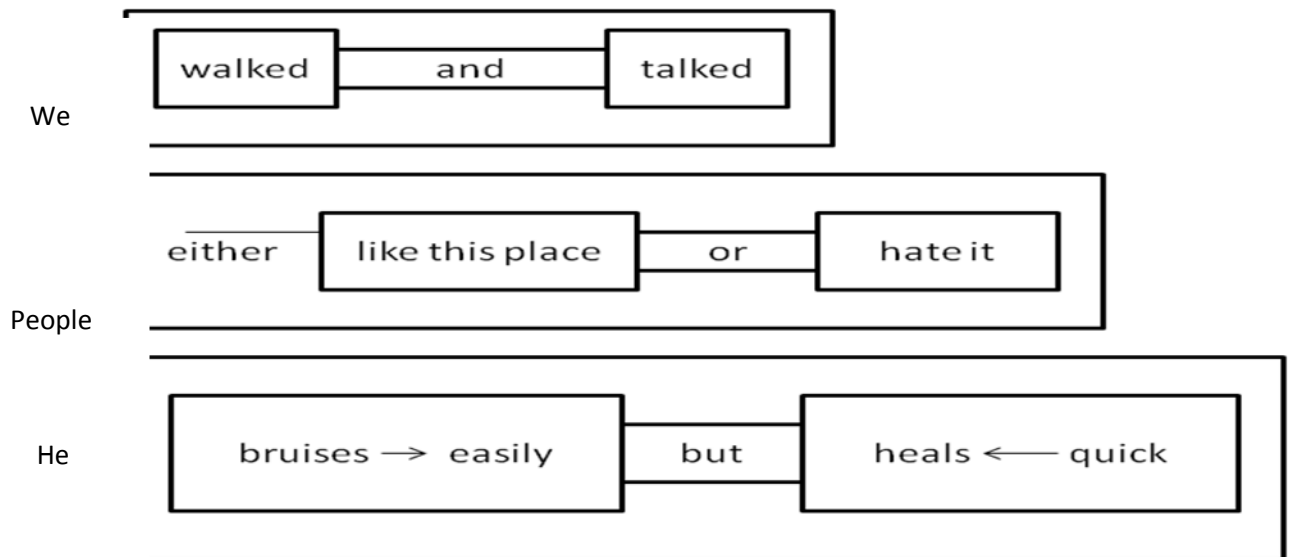 We walked and talked
People either like this place or hate it
He bruises → easily but heals ← quick